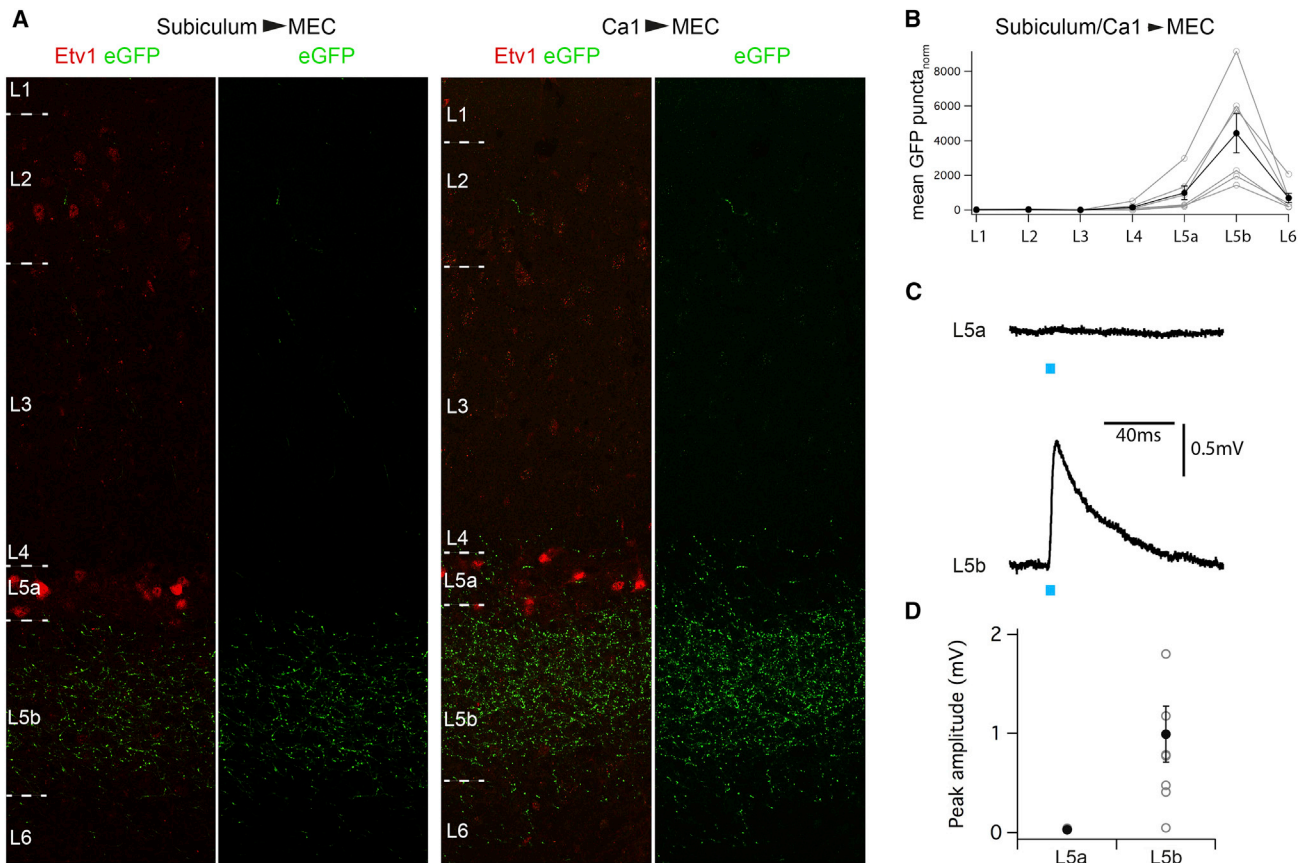 A
Subiculum ► MEC
Etv1 eGFP
eGFP
L1
L2
L3
L4
L5a
L5b
L6
Ca1 ► MEC
Etv1 eGFP
eGFP
L1
L2
L3
L4
L5a
L5b
L6
B
Subiculum/Ca1 ► MEC
mean GFP puncta norm
8000
6000
4000
2000
0
L1 L2 L3 L4 L5a L5b L6
C
L5a
40ms
0.5mV
L5b
D
Peak amplitude (mV)
2
1
0
L5a L5b